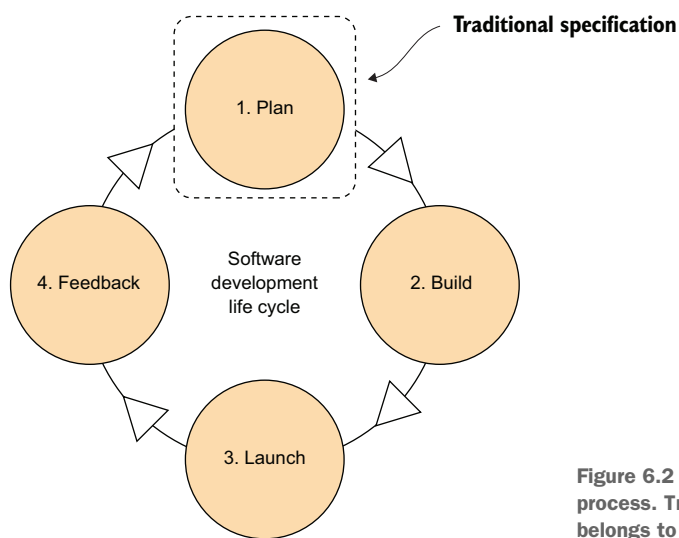 Traditional specification
1. Plan
4. Feedback
Software
development
life cycle
2. Build
3. Launch
Figure 6.2
process. Tr
belongs to